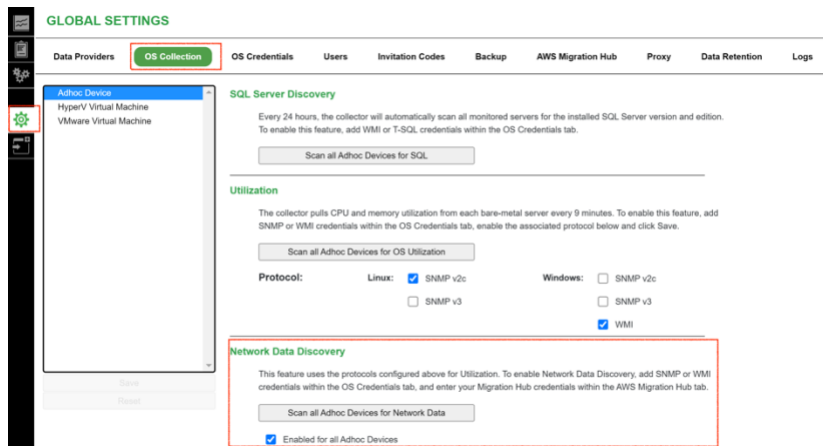 GLOBAL SETTINGS
Data Providers OS Collection OS Credentials Users Invitation Codes Backup AWS Migration Hub Proxy Data Retention Logs
Adhoc Device
HyperV Virtual Machine
VMware Virtual Machine
Save
Reset
SQL Server Discovery
Every 24 hours, the collector will automatically scan all monitored servers for the installed SQL Server version and edition.
To enable this feature, add WMI or T-SQL credentials within the OS Credentials tab.
Scan all Adhoc Devices for SQL
Utilization
The collector pulls CPU and memory utilization from each bare-metal server every 9 minutes. To enable this feature, add
SNMP or WMI credentials within the OS Credentials tab, enable the associated protocol below and click Save.
Scan all Adhoc Devices for OS Utilization
Protocol: Linux: SNMP v2c Windows: SNMP v2c
SNMP v3 SNMP v3
WMI
Network Data Discovery
This feature uses the protocols configured above for Utilization. To enable Network Data Discovery, add SNMP or WMI
credentials within the OS Credentials tab, and enter your Migration Hub credentials within the AWS Migration Hub tab.
Scan all Adhoc Devices for Network Data
Enabled for all Adhoc Devices